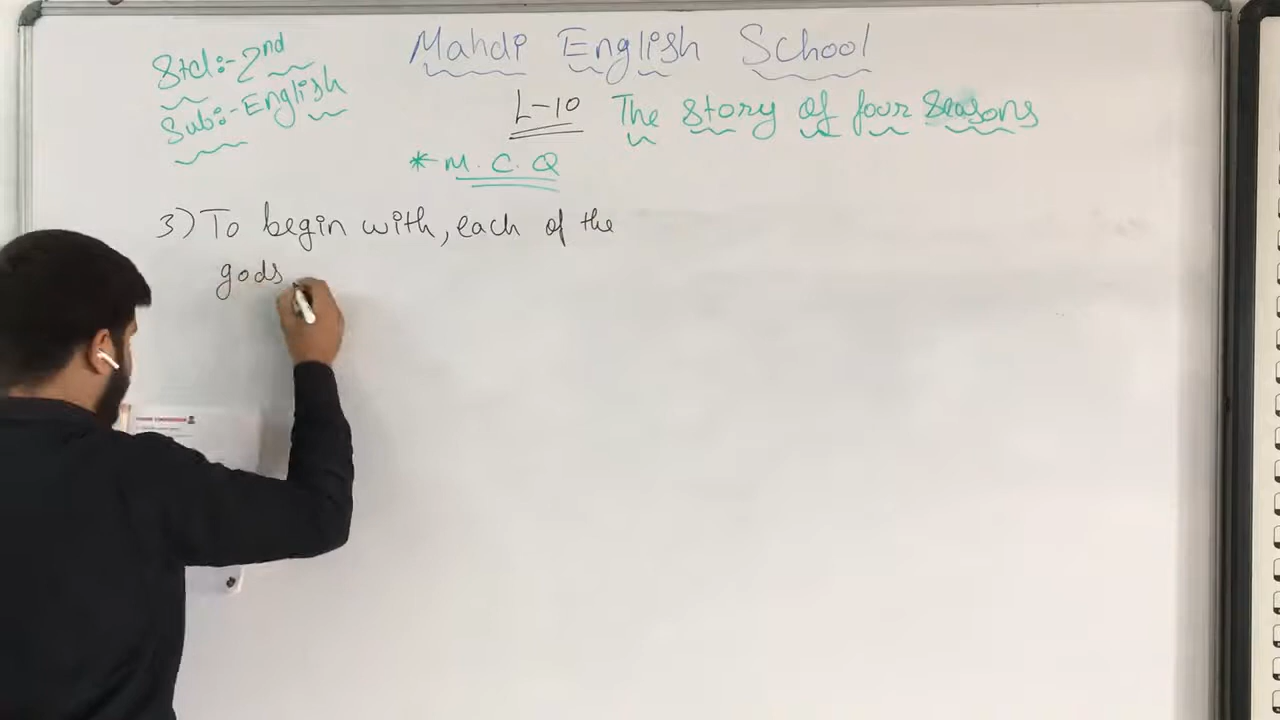 Std:- 2nd
Sub:- English
Mahdi English School
L-10 The story of four seasons
* M. C. Q
3) To begin with, each of the
gods